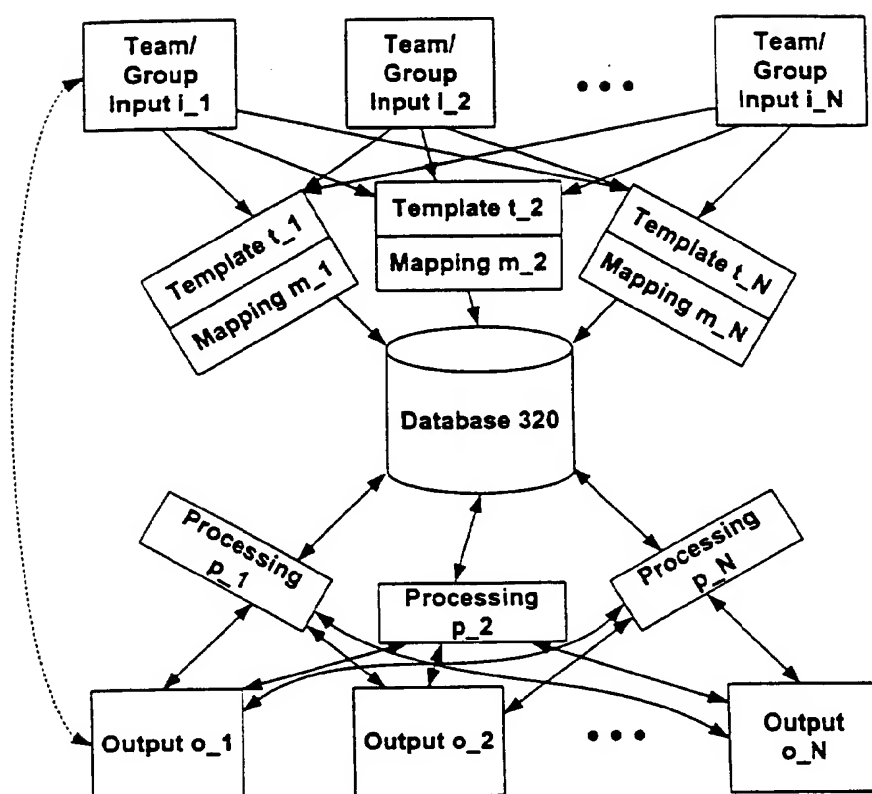 Team/
Group
Input i_1
Team/
Group
Input I_2
Team/
Group
Input i_N
Template t_1
Mapping m_1
Template t_2
Mapping m_2
Template t_N
Mapping m_N
Database 320
Processing
p_1
Processing
p_2
Processing
p_N
Output o_1
Output o_2
Output
o_N